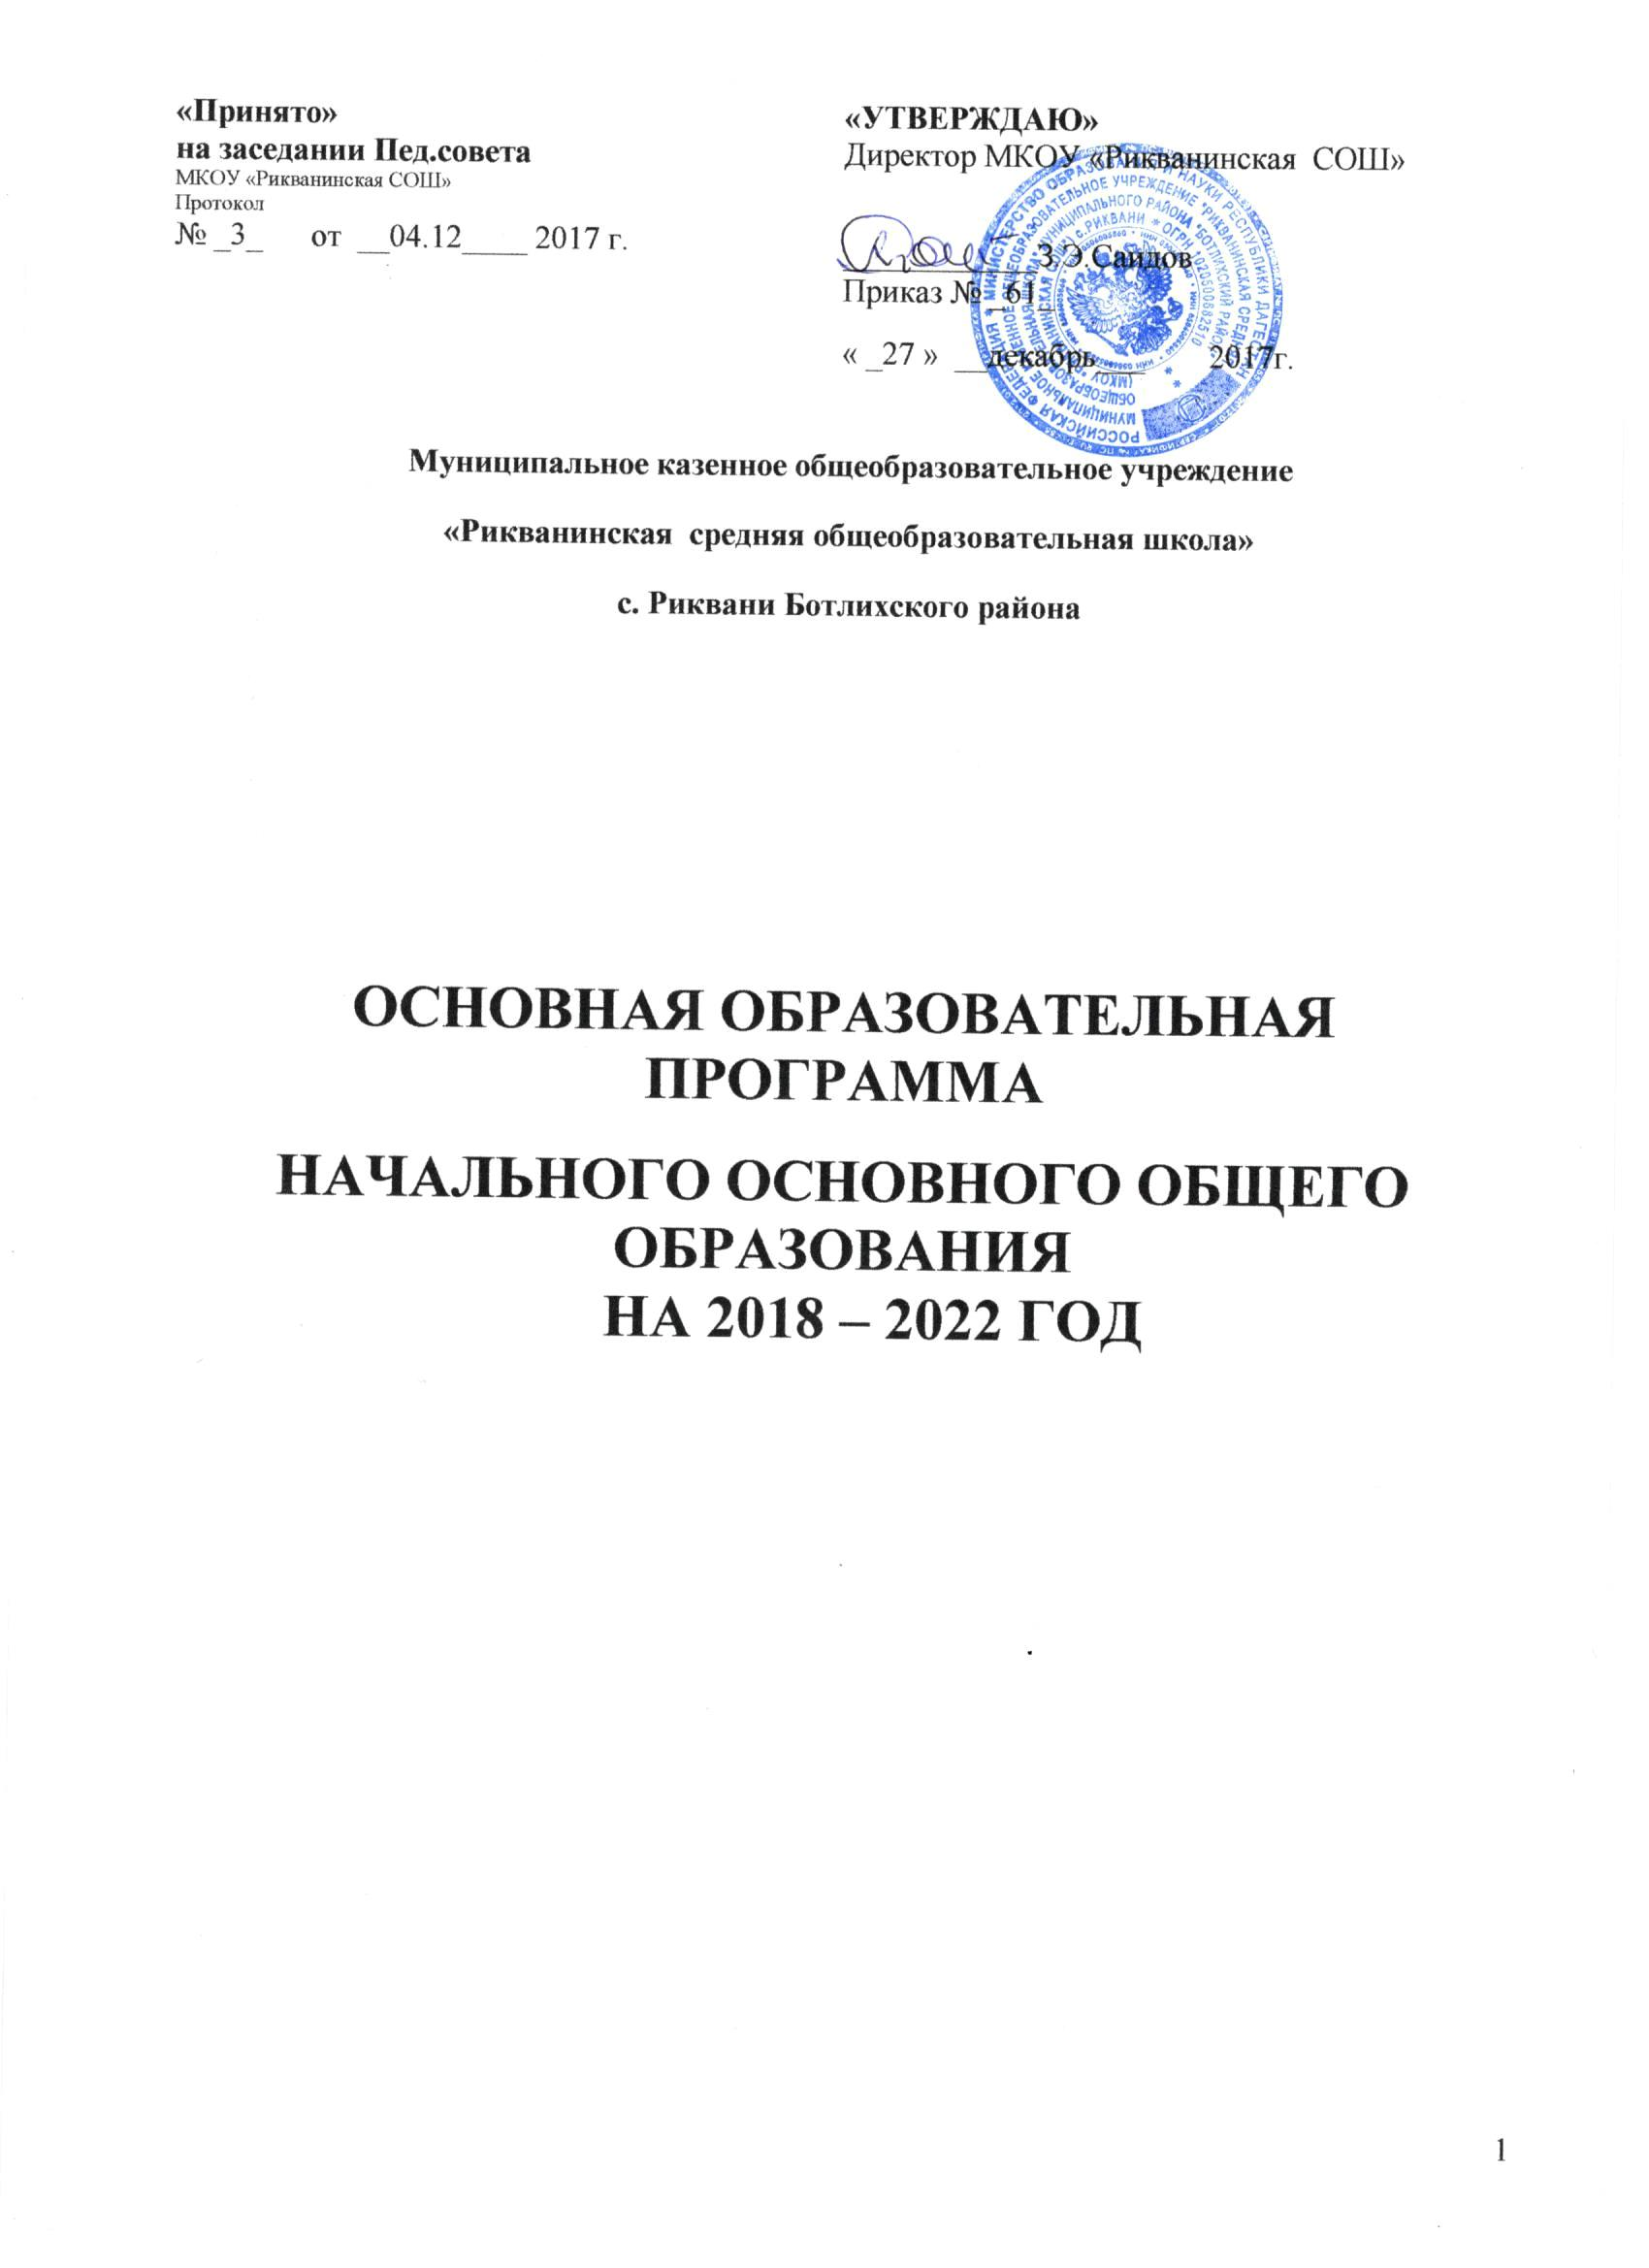 «Принято»
на заседании Пед.совета
МКОУ «Рикванинская СОШ»
Протокол
№ _3_ от __04.12____ 2017 г.
«УТВЕРЖДАЮ»
Директор МКОУ «Рикванинская СОШ»
З.Э.Саидов
Приказ № _61_
« _27 » __декабрь___ 2017г.
Муниципальное казенное общеобразовательное учреждение
«Рикванинская средняя общеобразовательная школа»
с. Риквани Ботлихского района
ОСНОВНАЯ ОБРАЗОВАТЕЛЬНАЯ
ПРОГРАММА
НАЧАЛЬНОГО ОСНОВНОГО ОБЩЕГО
ОБРАЗОВАНИЯ
НА 2018 – 2022 ГОД
1